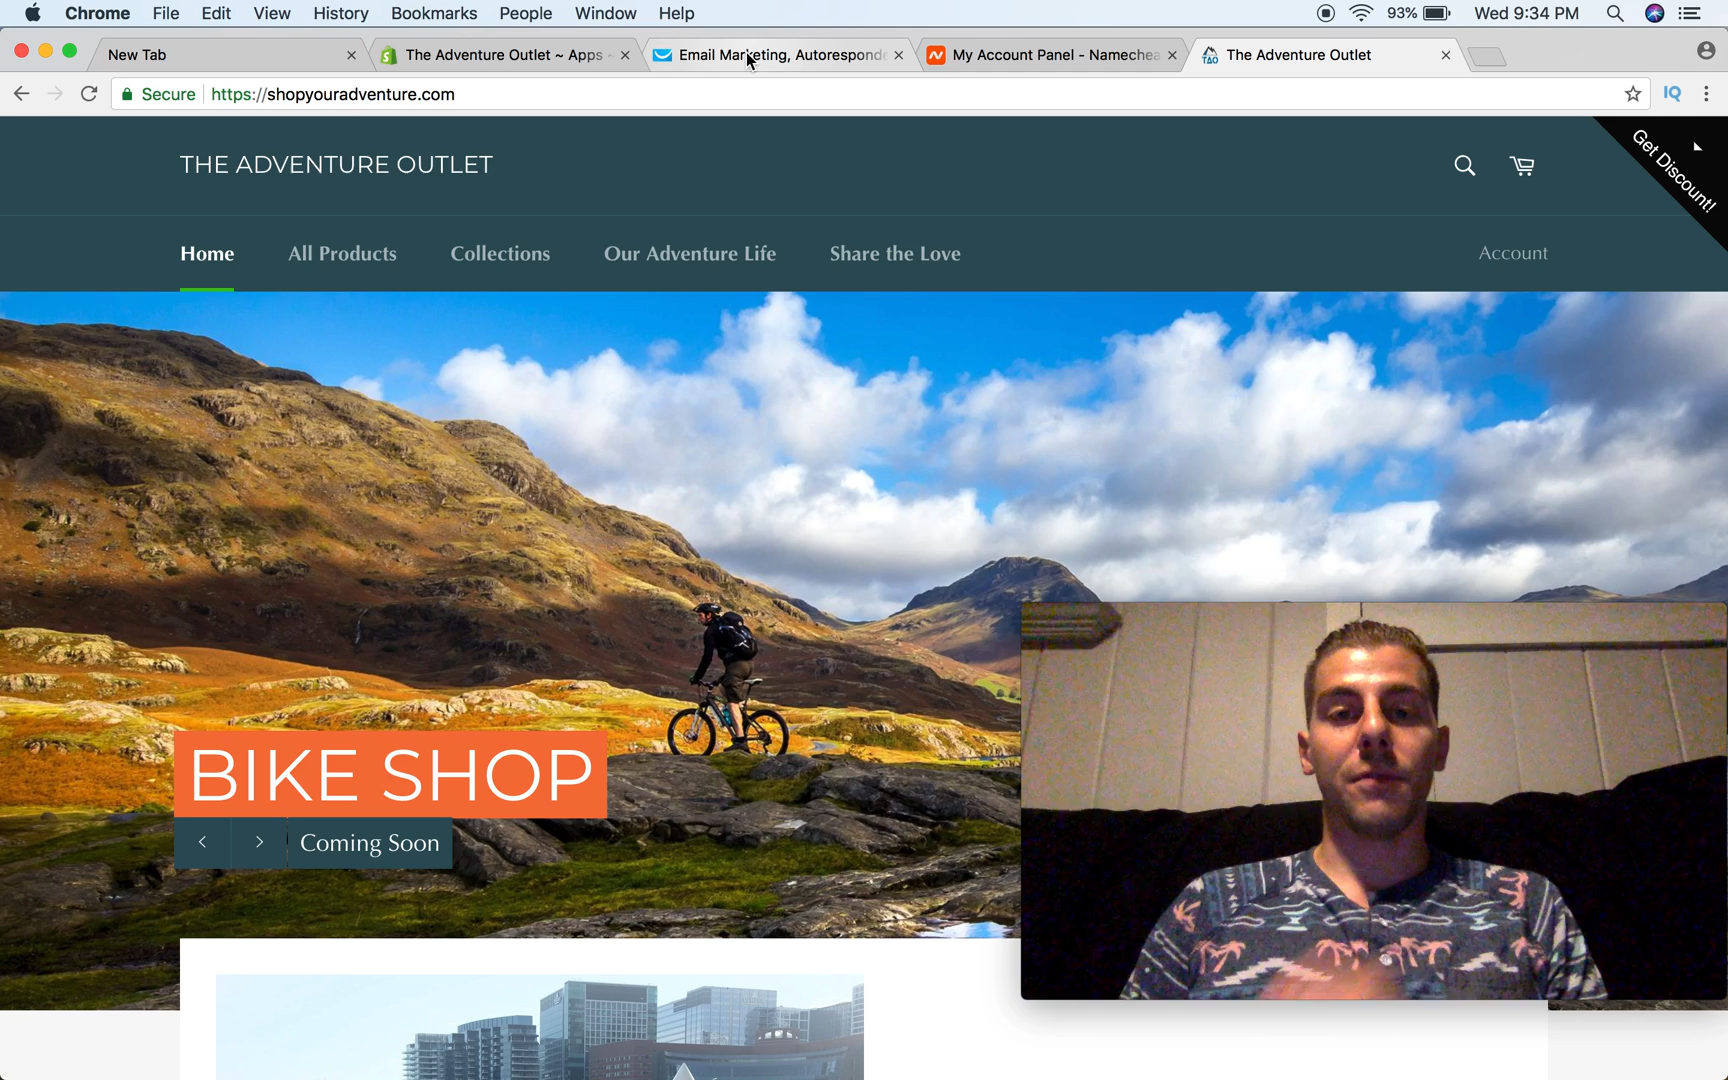 Chrome File Edit View History Bookmarks People Window Help 93% Wed 9:34 PM
New Tab The Adventure Outlet ~ Apps ~ Email Marketing, Autoresponde My Account Panel - Namechea The Adventure Outlet
Secure https://shopyouradventure.com IQ
THE ADVENTURE OUTLET
Get Discount!
Home All Products Collections Our Adventure Life Share the Love Account
BIKE SHOP
Coming Soon